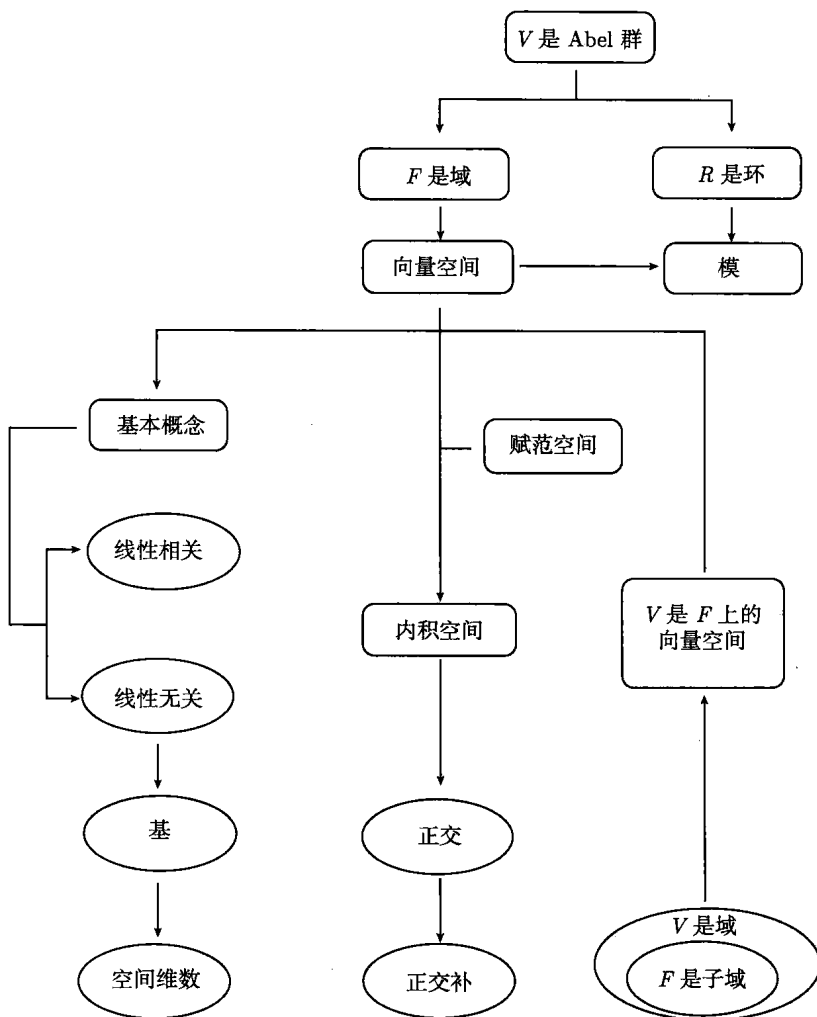 V 是 Abel 群
F 是域
R 是环
向量空间
模
基本概念
赋范空间
线性相关
内积空间
V 是 F 上的
向量空间
线性无关
基
正交
V 是域
空间维数
正交补
F 是子域